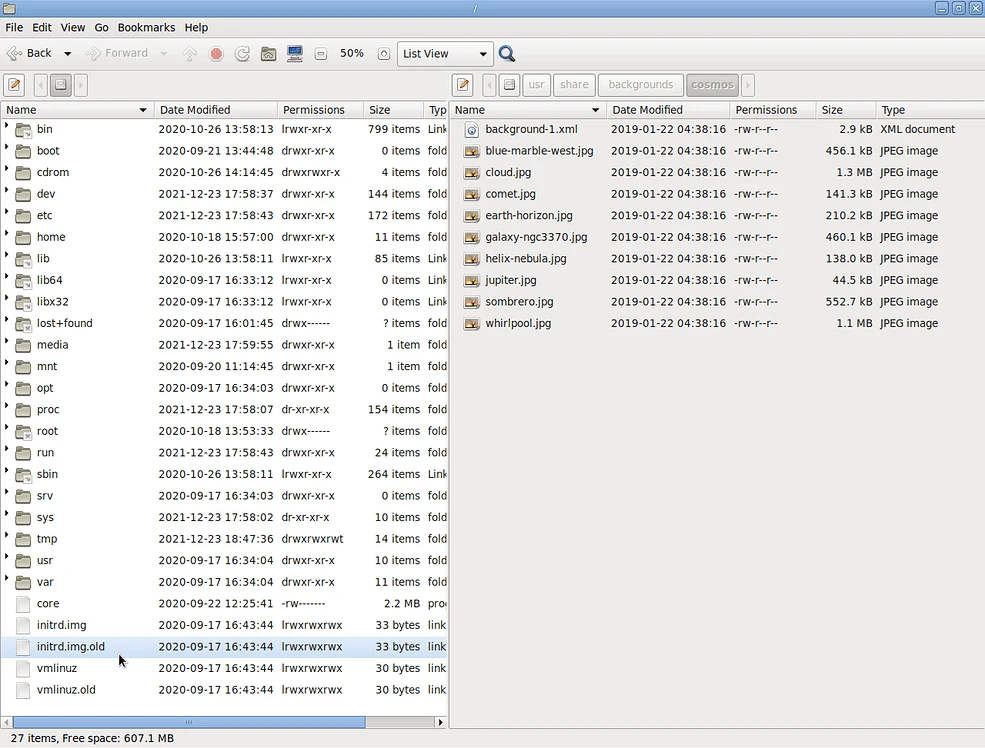 /
File Edit View Go Bookmarks Help
Back Forward 50% List View
usr share backgrounds cosmos
Name Date Modified Permissions Size Typ
bin 2020-10-26 13:58:13 lrwxr-xr-x 799 items Link
boot 2020-09-21 13:44:48 drwxr-xr-x 0 items fold
cdrom 2020-10-26 14:14:45 drwxrwxr-x 4 items fold
dev 2021-12-23 17:58:37 drwxr-xr-x 144 items fold
etc 2021-12-23 17:58:43 drwxr-xr-x 172 items fold
home 2020-10-18 15:57:00 drwxr-xr-x 11 items fold
lib 2020-10-26 13:58:11 lrwxr-xr-x 85 items Link
lib64 2020-09-17 16:33:12 lrwxr-xr-x 0 items Link
libx32 2020-09-17 16:33:12 lrwxr-xr-x 0 items Link
lost+found 2020-09-17 16:01:45 drwx------ ? items fold
media 2021-12-23 17:59:55 drwxr-xr-x 1 item fold
mnt 2020-09-20 11:14:45 drwxr-xr-x 1 item fold
opt 2020-09-17 16:34:03 drwxr-xr-x 0 items fold
proc 2021-12-23 17:58:07 dr-xr-xr-x 154 items fold
root 2020-10-18 13:53:33 drwx------ ? items fold
run 2021-12-23 17:58:43 drwxr-xr-x 24 items fold
sbin 2020-10-26 13:58:11 lrwxr-xr-x 264 items Link
srv 2020-09-17 16:34:03 drwxr-xr-x 0 items fold
sys 2021-12-23 17:58:02 dr-xr-xr-x 10 items fold
tmp 2021-12-23 18:47:36 drwxrwxrwt 14 items fold
usr 2020-09-17 16:34:04 drwxr-xr-x 10 items fold
var 2020-09-17 16:34:04 drwxr-xr-x 11 items fold
core 2020-09-22 12:25:41 -rw------- 2.2 MB pro
initrd.img 2020-09-17 16:43:44 lrwxrwxrwx 33 bytes link
initrd.img.old 2020-09-17 16:43:44 lrwxrwxrwx 33 bytes link
vmlinuz 2020-09-17 16:43:44 lrwxrwxrwx 30 bytes link
vmlinuz.old 2020-09-17 16:43:44 lrwxrwxrwx 30 bytes link
Name Date Modified Permissions Size Type
background-1.xml 2019-01-22 04:38:16 -rw-r--r-- 2.9 kB XML document
blue-marble-west.jpg 2019-01-22 04:38:16 -rw-r--r-- 456.1 kB JPEG image
cloud.jpg 2019-01-22 04:38:16 -rw-r--r-- 1.3 MB JPEG image
comet.jpg 2019-01-22 04:38:16 -rw-r--r-- 141.3 kB JPEG image
earth-horizon.jpg 2019-01-22 04:38:16 -rw-r--r-- 210.2 kB JPEG image
galaxy-ngc3370.jpg 2019-01-22 04:38:16 -rw-r--r-- 460.1 kB JPEG image
helix-nebula.jpg 2019-01-22 04:38:16 -rw-r--r-- 138.0 kB JPEG image
jupiter.jpg 2019-01-22 04:38:16 -rw-r--r-- 44.5 kB JPEG image
sombrero.jpg 2019-01-22 04:38:16 -rw-r--r-- 552.7 kB JPEG image
whirlpool.jpg 2019-01-22 04:38:16 -rw-r--r-- 1.1 MB JPEG image
27 items, Free space: 607.1 MB